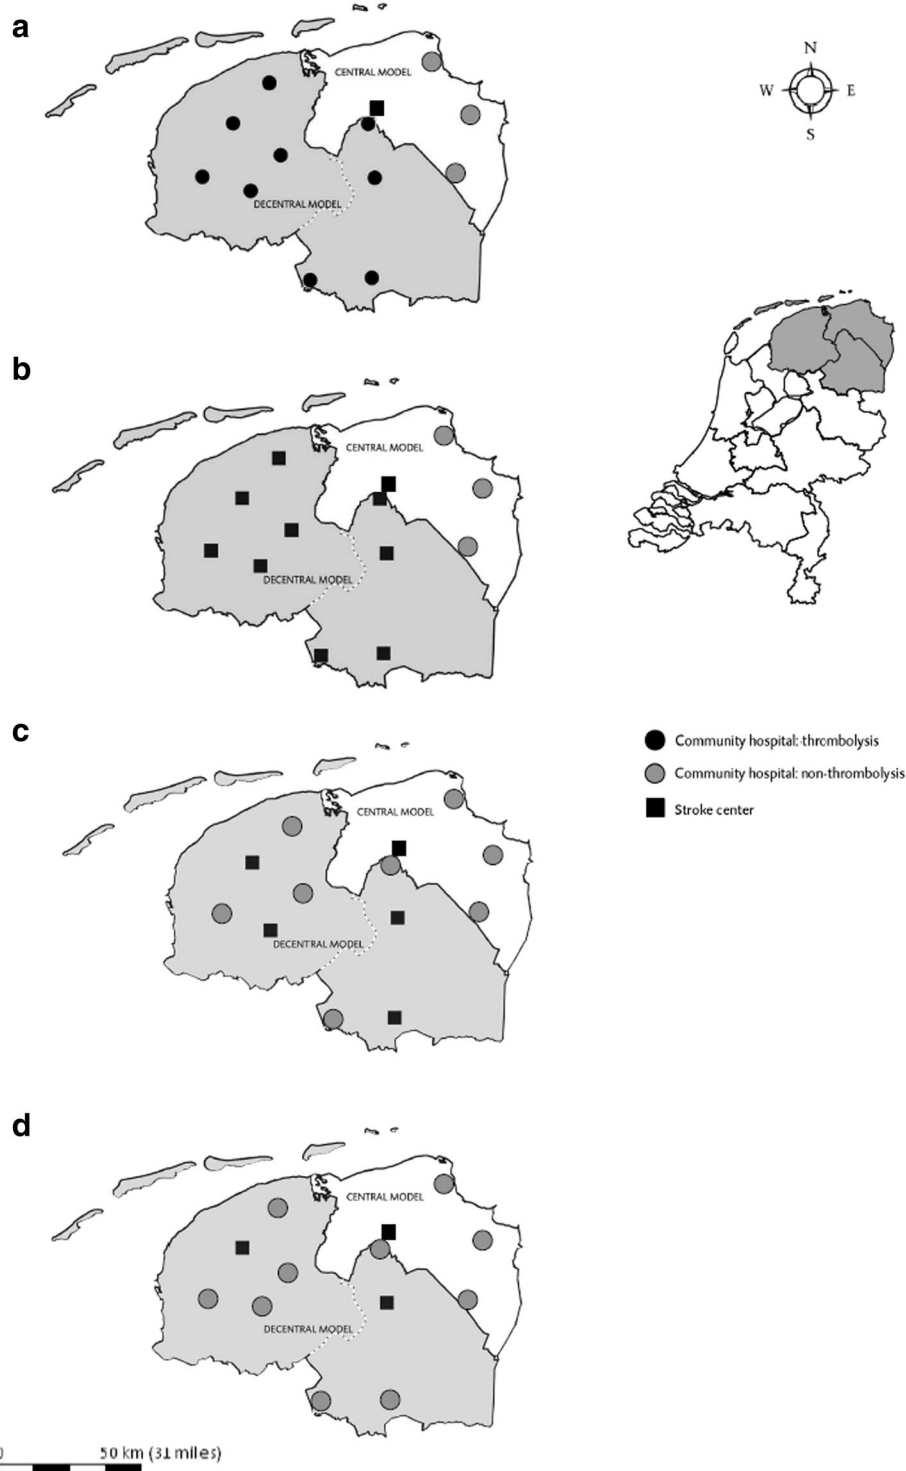 a
N
W E
S
CENTRAL MODEL
DECENTRAL MODEL
b
CENTRAL MODEL
DECENTRAL MODEL
c
CENTRAL MODEL
DECENTRAL MODEL
Community hospital: thrombolysis
Community hospital: non-thrombolysis
Stroke center
d
CENTRAL MODEL
DECENTRAL MODEL
0 50 km (31 miles)